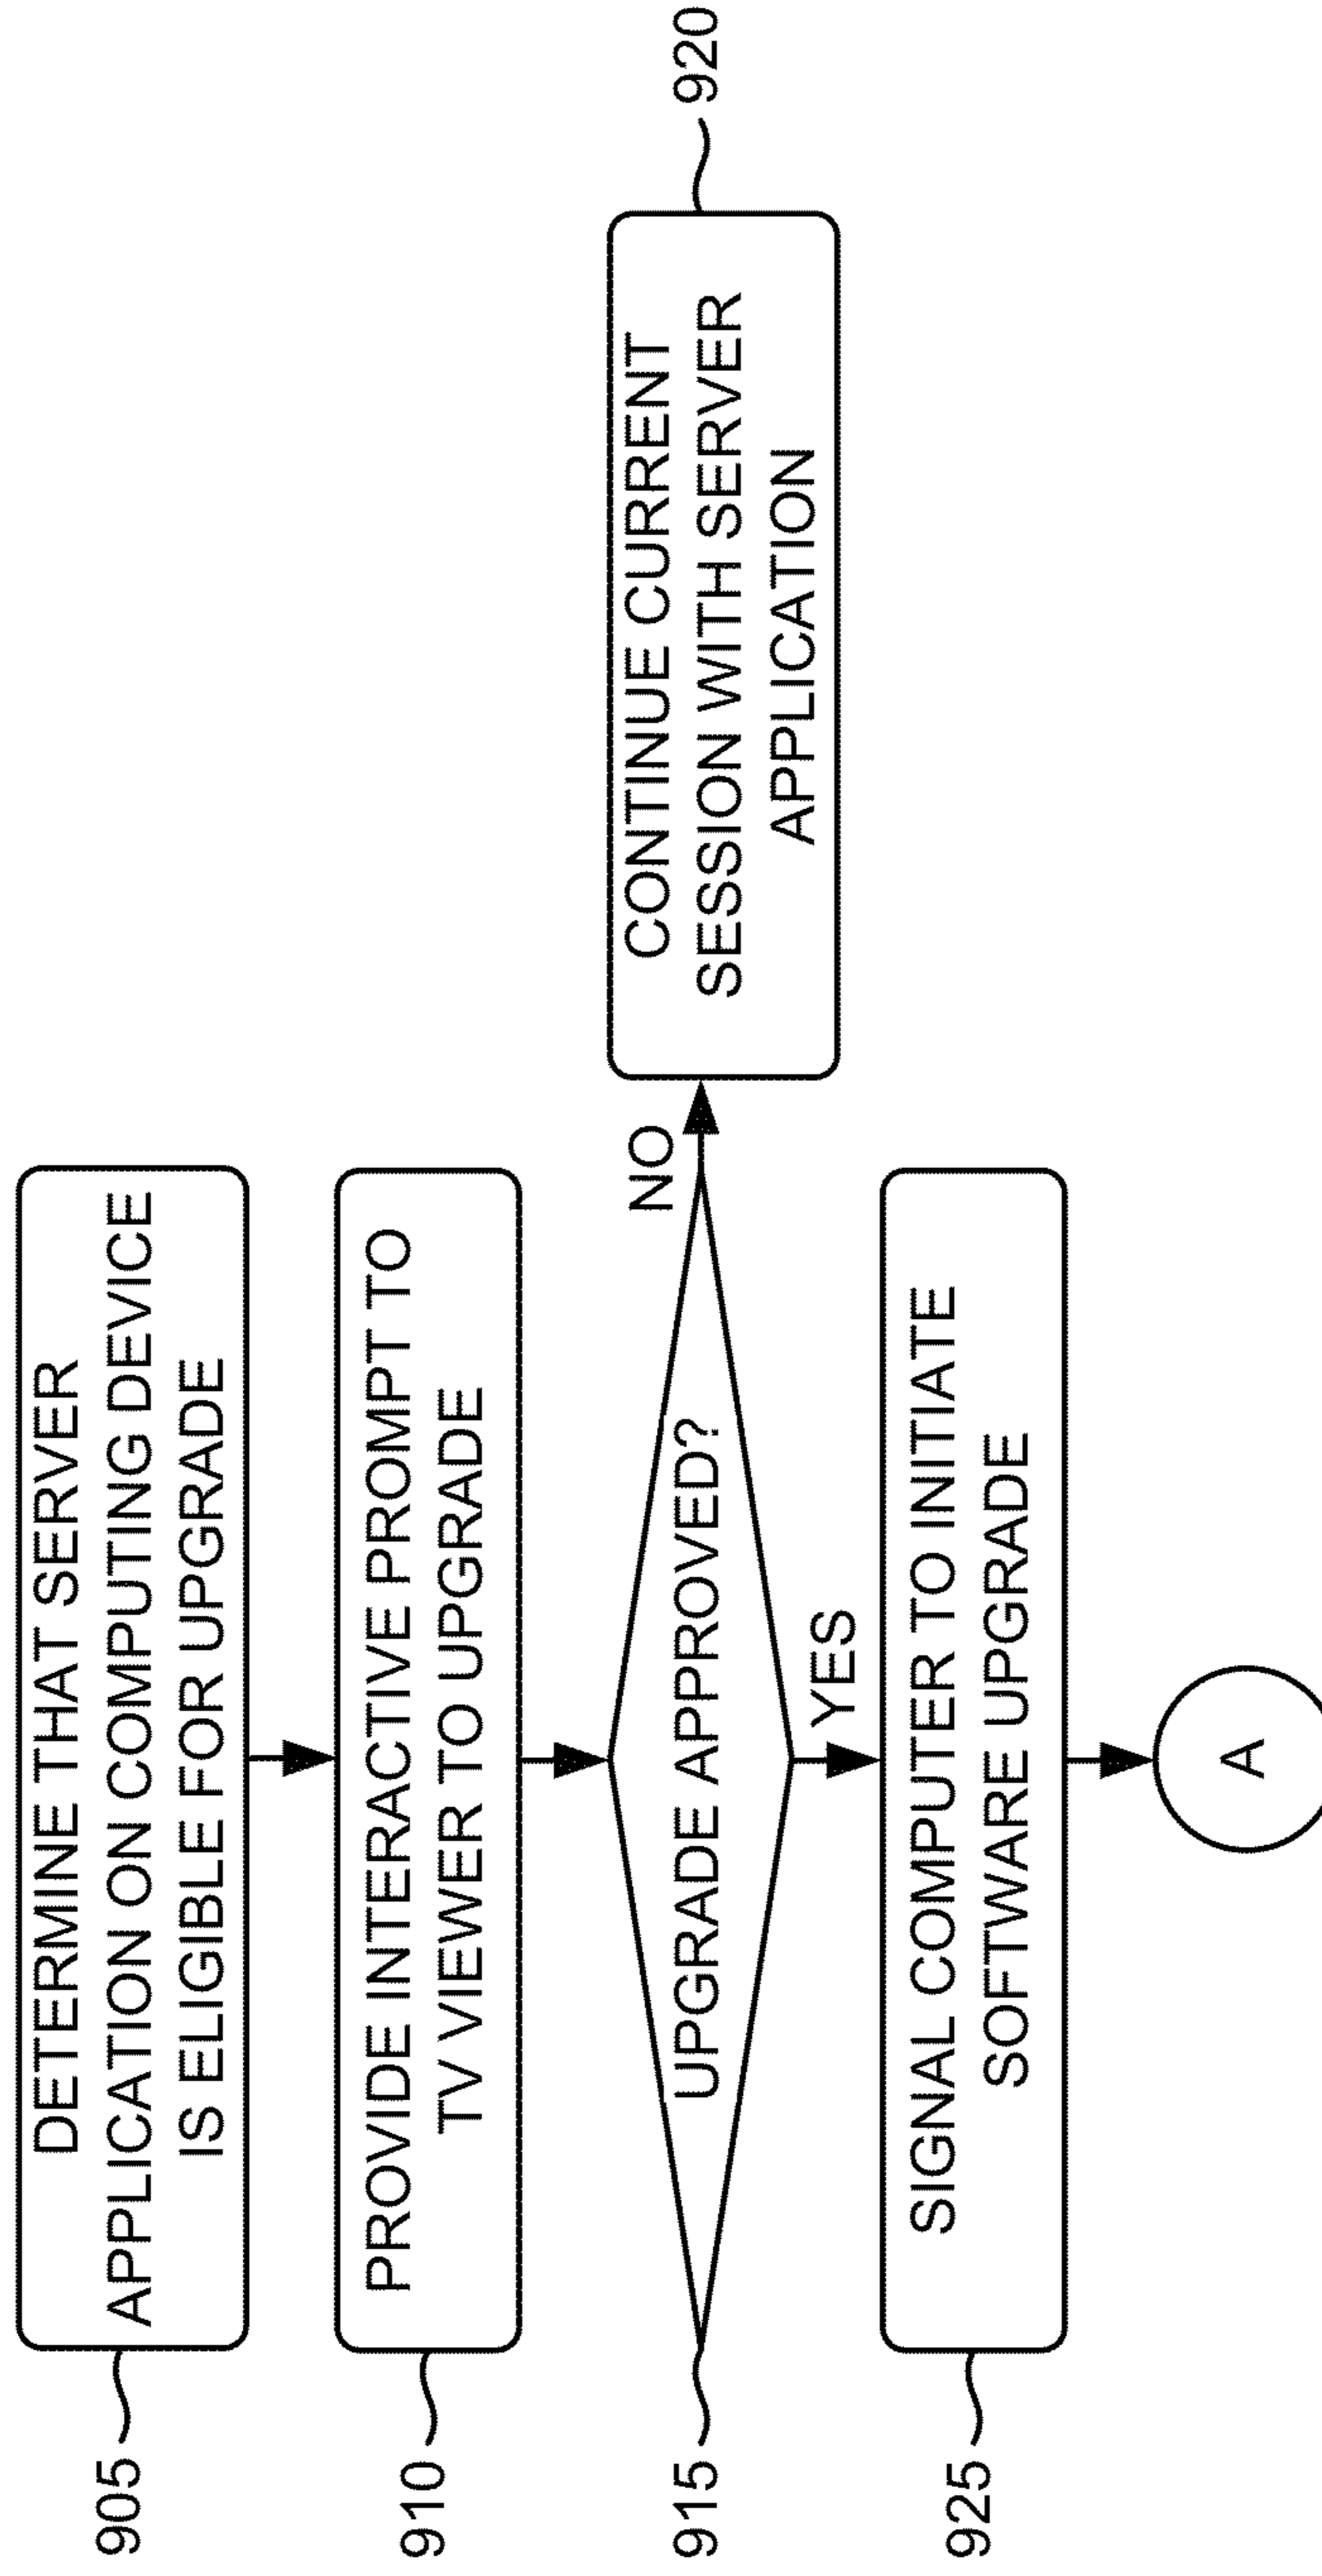 905
DETERMINE THAT SERVER
APPLICATION ON COMPUTING DEVICE
IS ELIGIBLE FOR UPGRADE
910
PROVIDE INTERACTIVE PROMPT TO
TV VIEWER TO UPGRADE
915
UPGRADE APPROVED?
NO
CONTINUE CURRENT
SESSION WITH SERVER
APPLICATION
920
YES
925
SIGNAL COMPUTER TO INITIATE
SOFTWARE UPGRADE
A